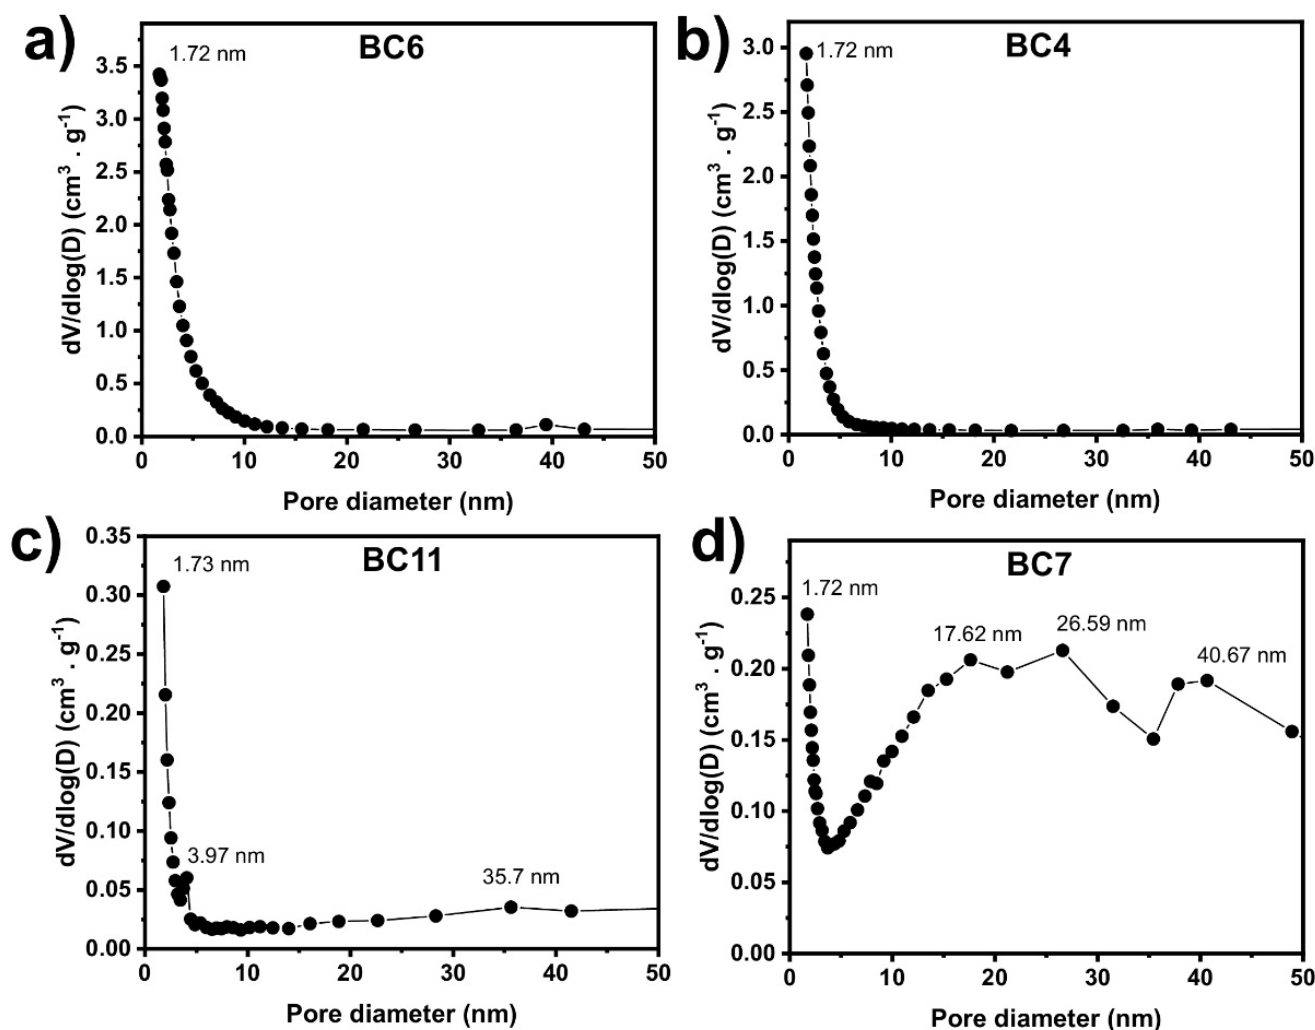 a)
BC6
1.72 nm
3.5
3.0
2.5
2.0
1.5
1.0
0.5
0.0
dV/dlog(D) (cm³ . g⁻¹)
0 10 20 30 40 50
Pore diameter (nm)
b)
BC4
1.72 nm
3.0
2.5
2.0
1.5
1.0
0.5
0.0
dV/dlog(D) (cm³ . g⁻¹)
0 10 20 30 40 50
Pore diameter (nm)
c)
BC11
1.73 nm
3.97 nm
35.7 nm
0.35
0.30
0.25
0.20
0.15
0.10
0.05
0.00
dV/dlog(D) (cm³ . g⁻¹)
0 10 20 30 40 50
Pore diameter (nm)
d)
BC7
1.72 nm
17.62 nm
26.59 nm
40.67 nm
0.25
0.20
0.15
0.10
0.05
0.00
dV/dlog(D) (cm³ . g⁻¹)
0 10 20 30 40 50
Pore diameter (nm)